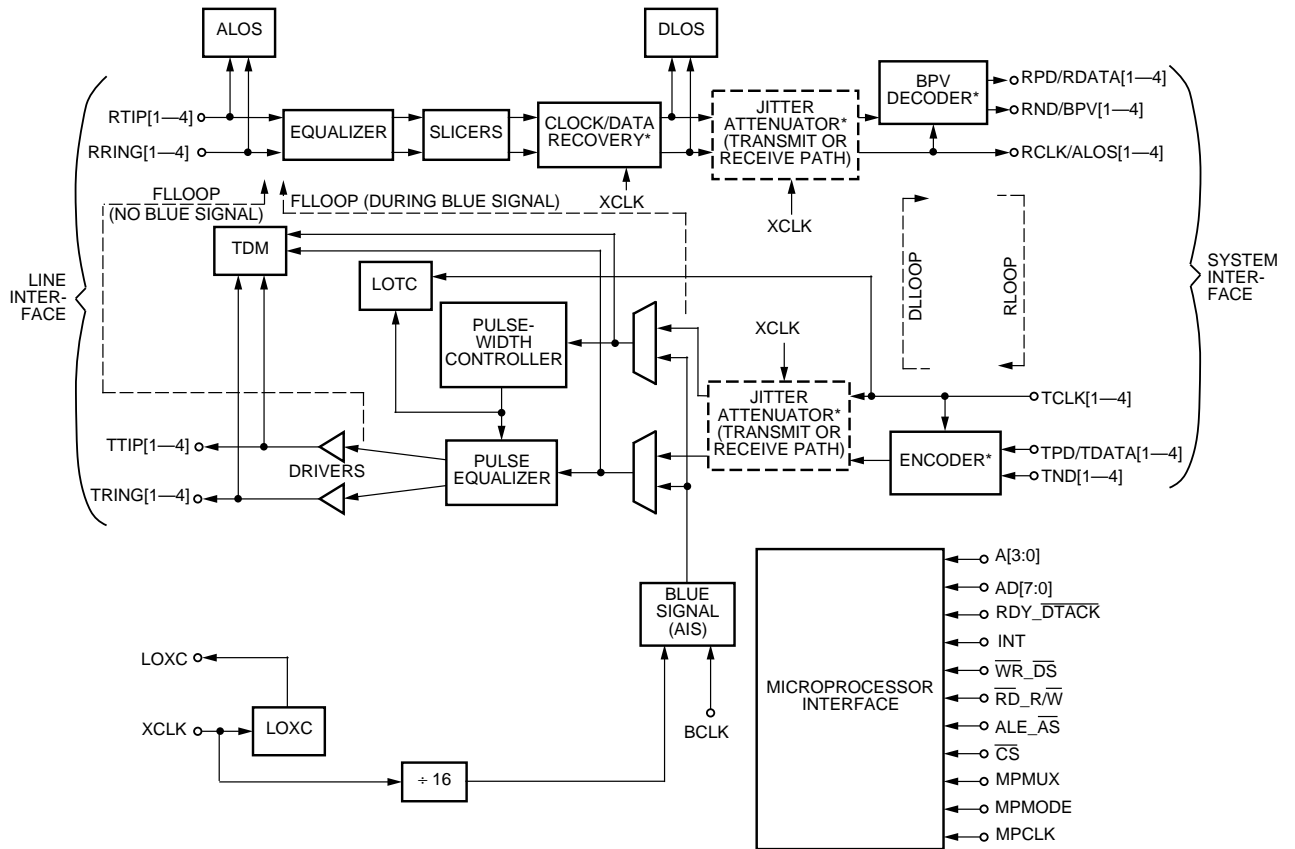 ALOS
DLOS
RTIP[1—4]
RRING[1—4]
EQUALIZER
SLICERS
CLOCK/DATA
RECOVERY*
JITTER
ATTENUATOR*
(TRANSMIT OR
RECEIVE PATH)
BPV
DECODER*
RPD/RDATA[1—4]
RND/BPV[1—4]
RCLK/ALOS[1—4]
XCLK
XCLK
FLLOOP
(NO BLUE SIGNAL)
FLLOOP (DURING BLUE SIGNAL)
TDM
LOTC
LINE
INTER-
FACE
DLLOOP
RLOOP
SYSTEM
INTER-
FACE
PULSE-
WIDTH
CONTROLLER
XCLK
JITTER
ATTENUATOR*
(TRANSMIT OR
RECEIVE PATH)
TCLK[1—4]
TTIP[1—4]
DRIVERS
TRING[1—4]
PULSE
EQUALIZER
ENCODER*
TPD/TDATA[1—4]
TND[1—4]
BLUE
SIGNAL
(AIS)
BCLK
LOXC
XCLK
LOXC
÷ 16
MICROPROCESSOR
INTERFACE
A[3:0]
AD[7:0]
RDY_D̅T̅A̅C̅K̅
INT
W̅R̅_D̅S̅
R̅D̅_R/W̅
ALE_A̅S̅
C̅S̅
MPMUX
MPMODE
MPCLK